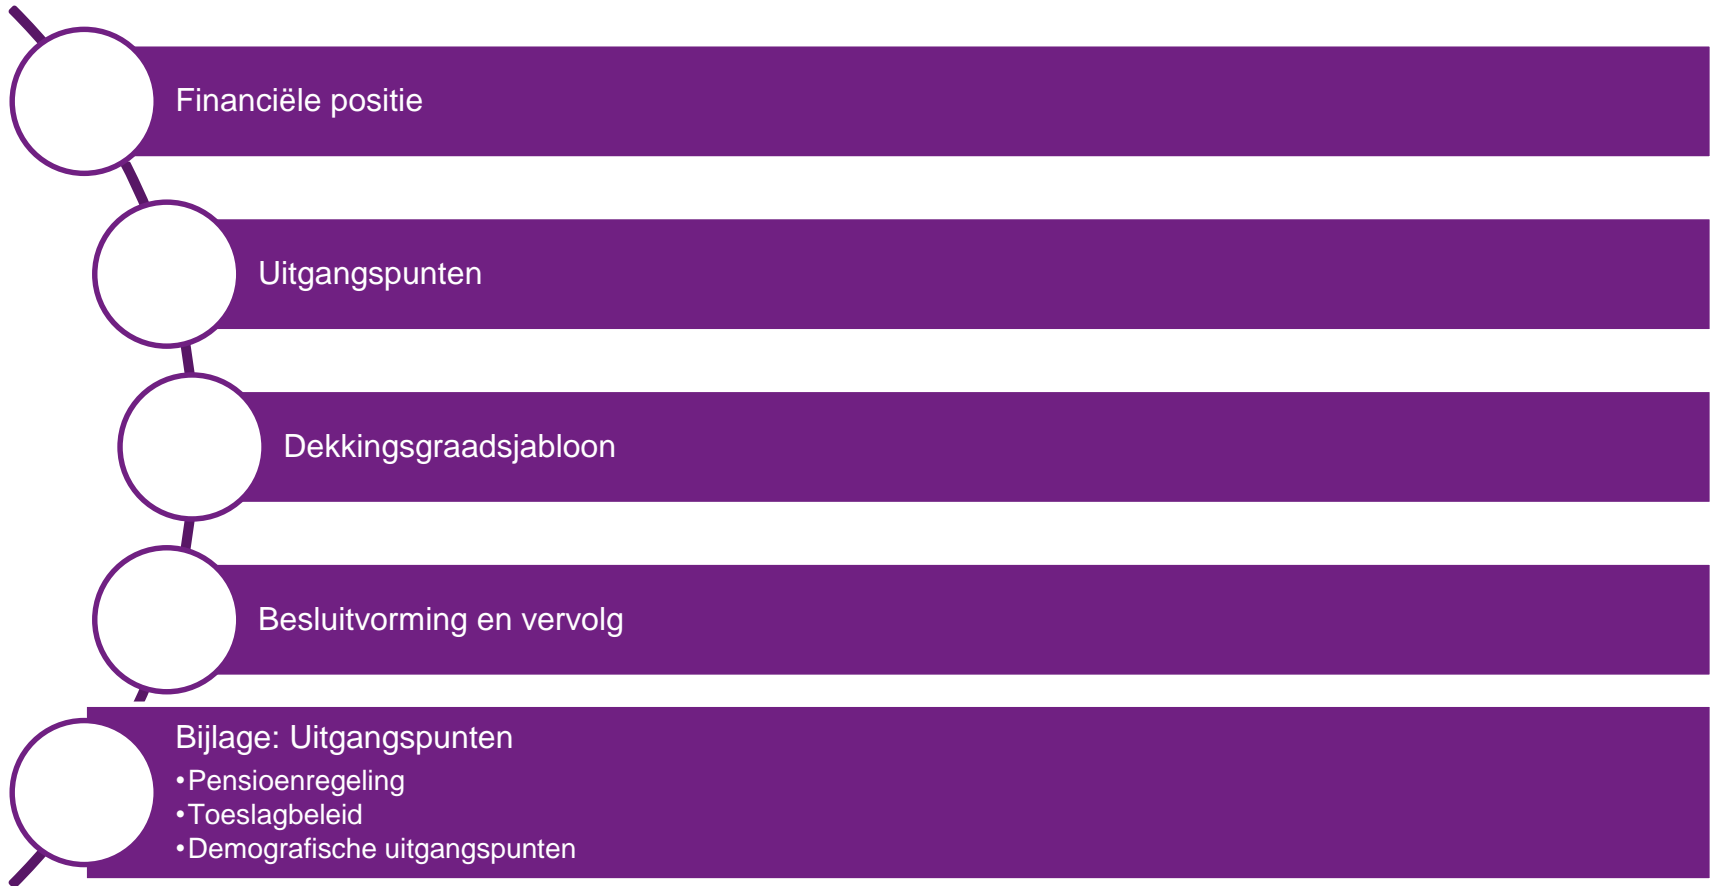 Financiële positie
Uitgangspunten
Dekkingsgraadsjabloon
Besluitvorming en vervolg
Bijlage: Uitgangspunten
•Pensioenregeling
•Toeslagbeleid
•Demografische uitgangspunten